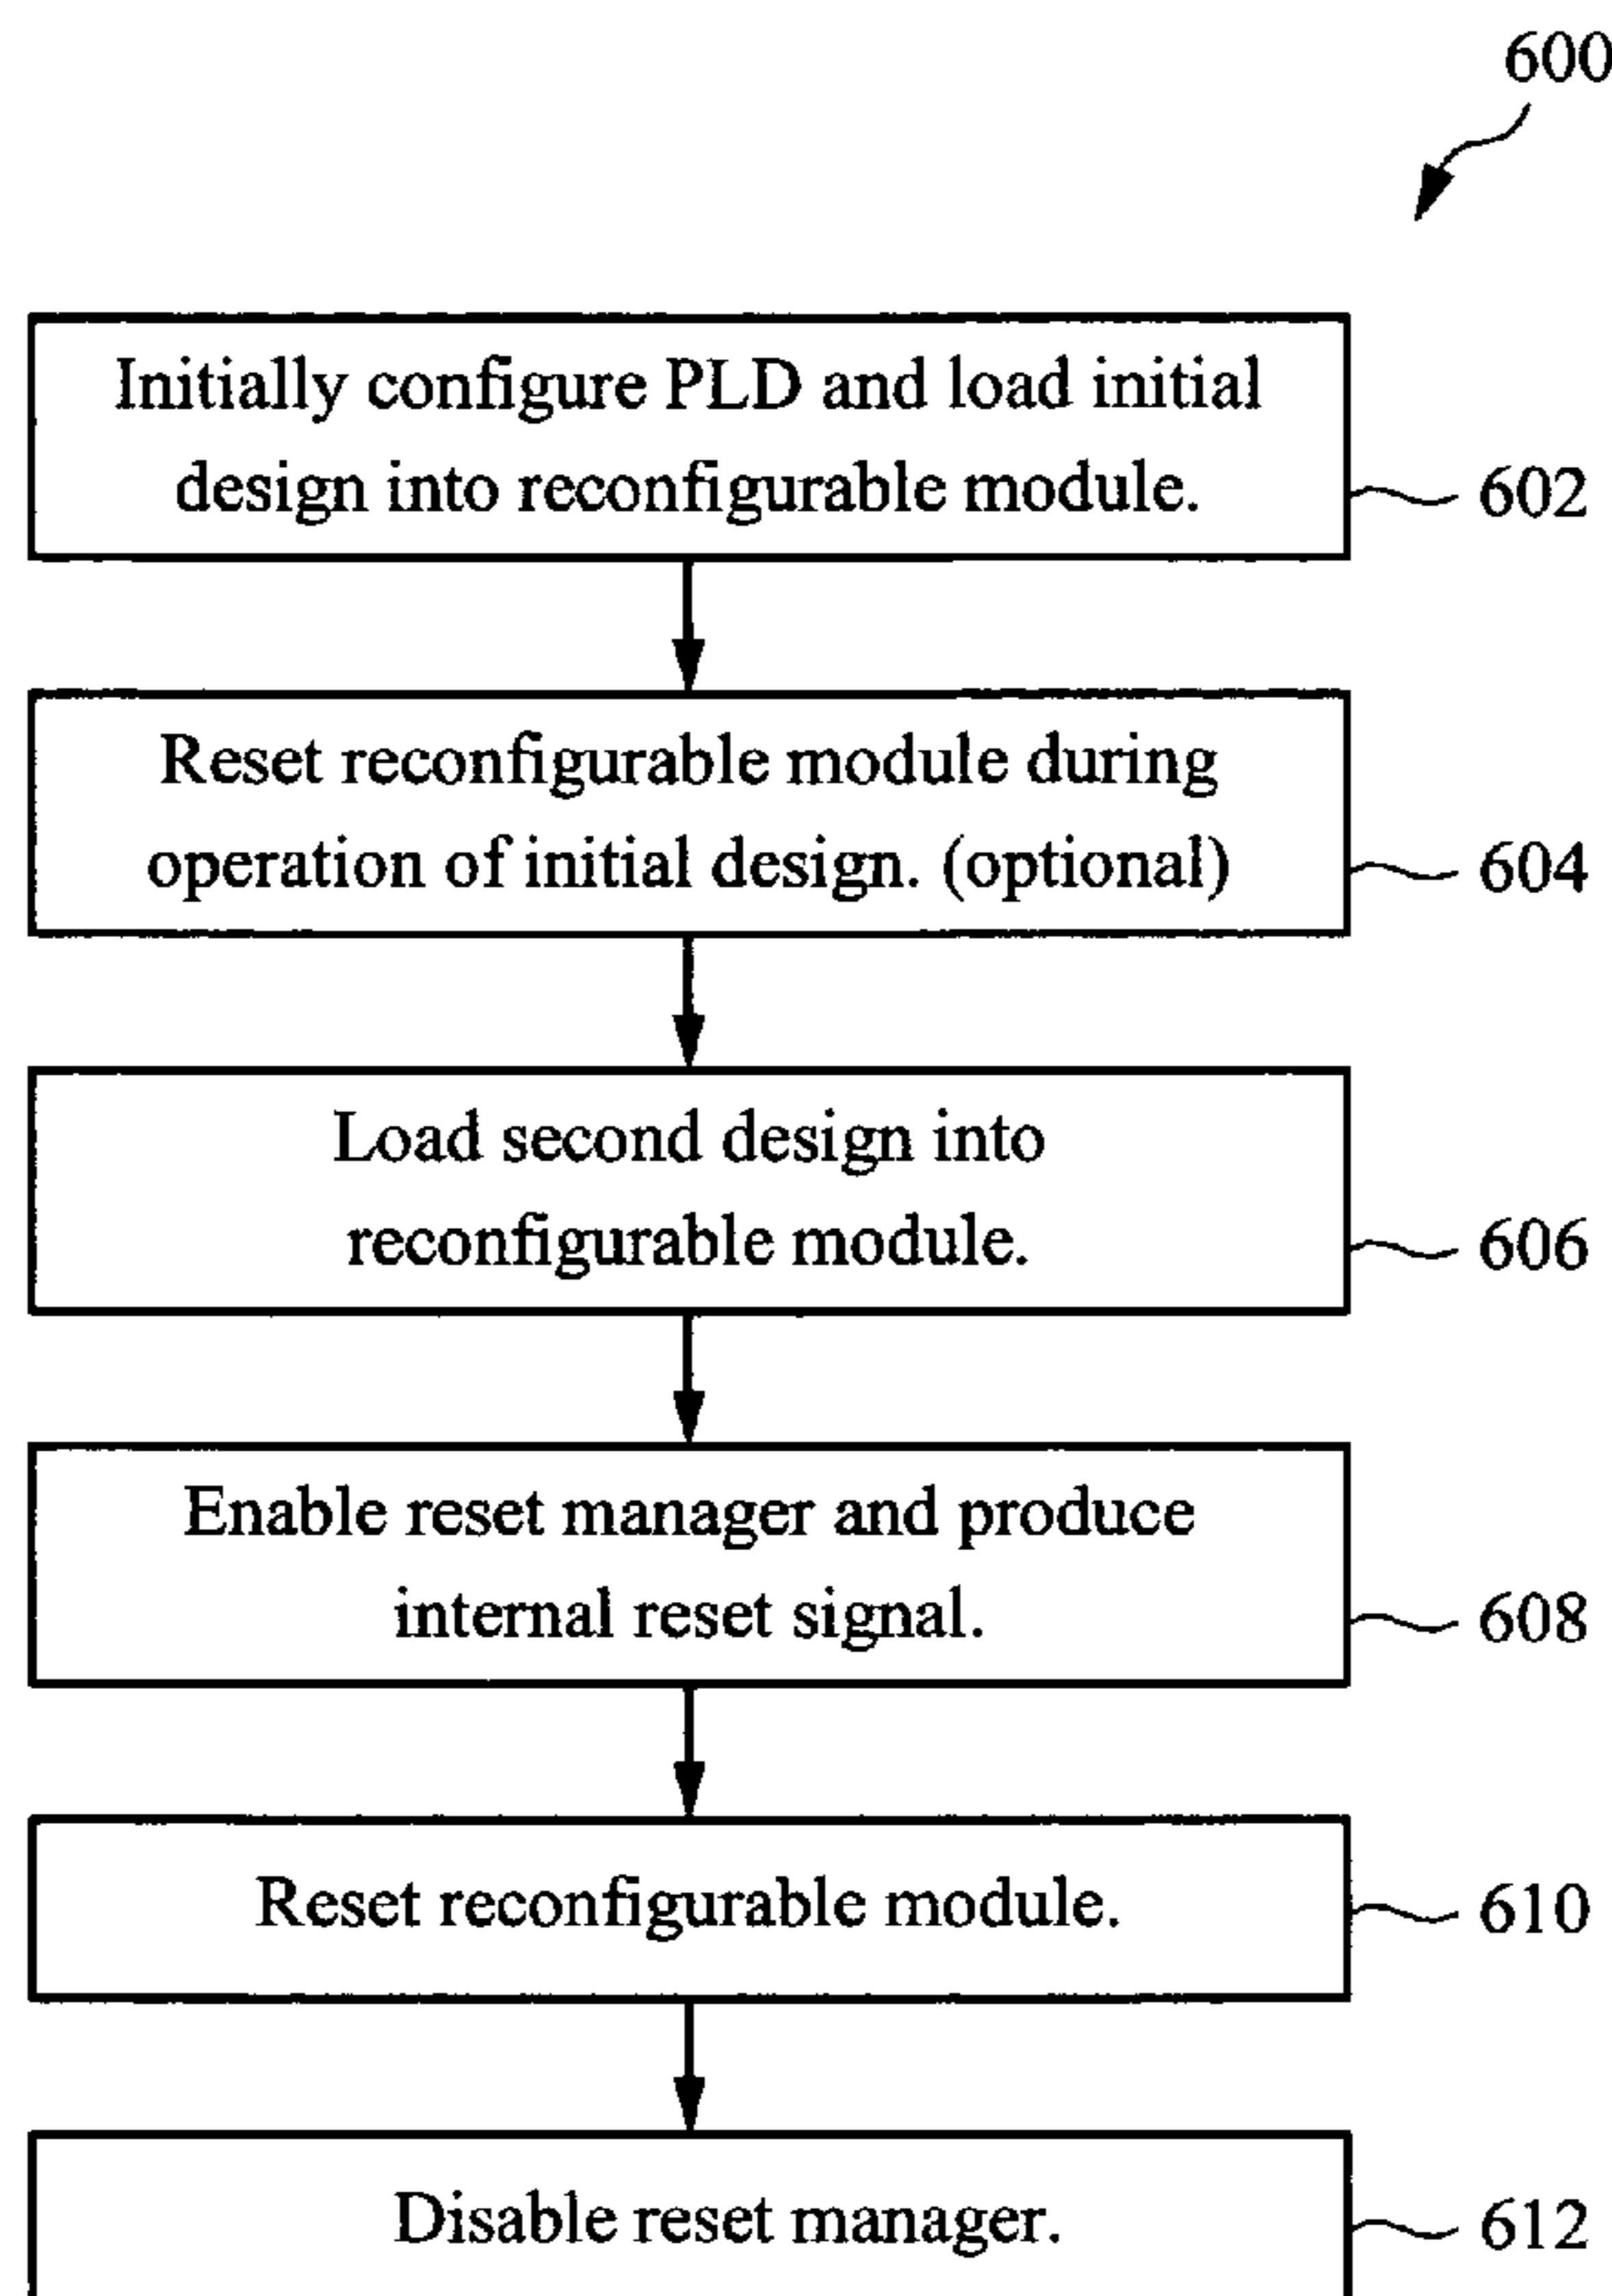 600
Initially configure PLD and load initial
design into reconfigurable module.
602
Reset reconfigurable module during
operation of initial design. (optional)
604
Load second design into
reconfigurable module.
606
Enable reset manager and produce
internal reset signal.
608
Reset reconfigurable module.
610
Disable reset manager.
612